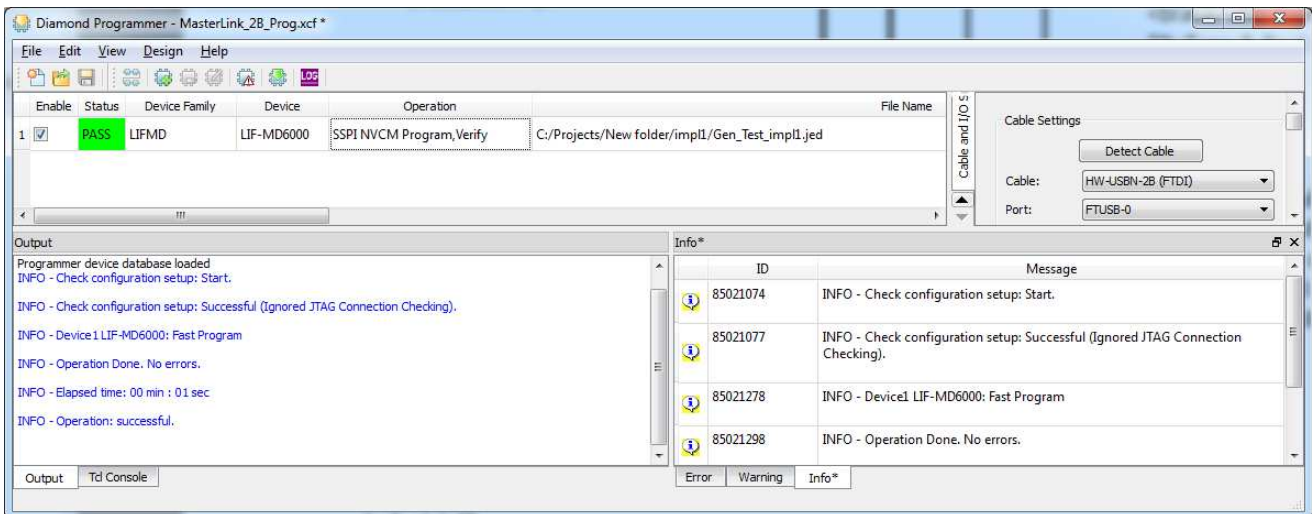 Diamond Programmer - MasterLink_2B_Prog.xcf *
File Edit View Design Help
LOG
Enable Status Device Family Device Operation File Name
1 PASS LIFMD LIF-MD6000 SSPI NVCM Program,Verify C:/Projects/New folder/impl1/Gen_Test_impl1.jed
Cable and I/O S
Cable Settings
Detect Cable
Cable: HW-USBN-2B (FTDI)
Port: FTUSB-0
Output
Programmer device database loaded
INFO - Check configuration setup: Start.
INFO - Check configuration setup: Successful (Ignored JTAG Connection Checking).
INFO - Device1 LIF-MD6000: Fast Program
INFO - Operation Done. No errors.
INFO - Elapsed time: 00 min : 01 sec
INFO - Operation: successful.
Output Tcl Console
Info*
ID Message
85021074 INFO - Check configuration setup: Start.
85021077 INFO - Check configuration setup: Successful (Ignored JTAG Connection
Checking).
85021278 INFO - Device1 LIF-MD6000: Fast Program
85021298 INFO - Operation Done. No errors.
Error Warning Info*